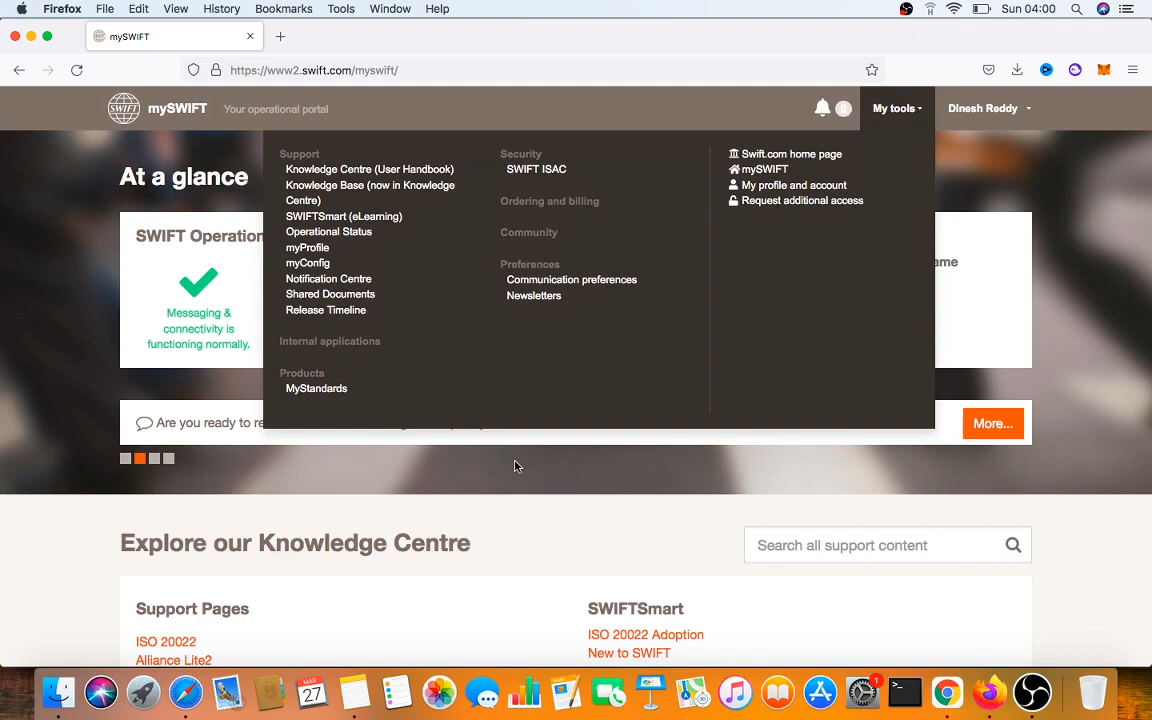 Firefox File Edit View History Bookmarks Tools Window Help
Sun 04:00
mySWIFT
https://www2.swift.com/myswift/
SWIFT mySWIFT Your operational portal
0
My tools
Dinesh Reddy
At a glance
SWIFT Operation
Messaging &
connectivity is
functioning normally.
Support
Knowledge Centre (User Handbook)
Knowledge Base (now in Knowledge
Centre)
SWIFTSmart (eLearning)
Operational Status
myProfile
myConfig
Notification Centre
Shared Documents
Release Timeline
Internal applications
Products
MyStandards
Security
SWIFT ISAC
Ordering and billing
Community
Preferences
Communication preferences
Newsletters
Swift.com home page
mySWIFT
My profile and account
Request additional access
ame
Are you ready to re
More...
Explore our Knowledge Centre
Search all support content
Support Pages
ISO 20022
Alliance Lite2
SWIFTSmart
ISO 20022 Adoption
New to SWIFT
MAR
27
1